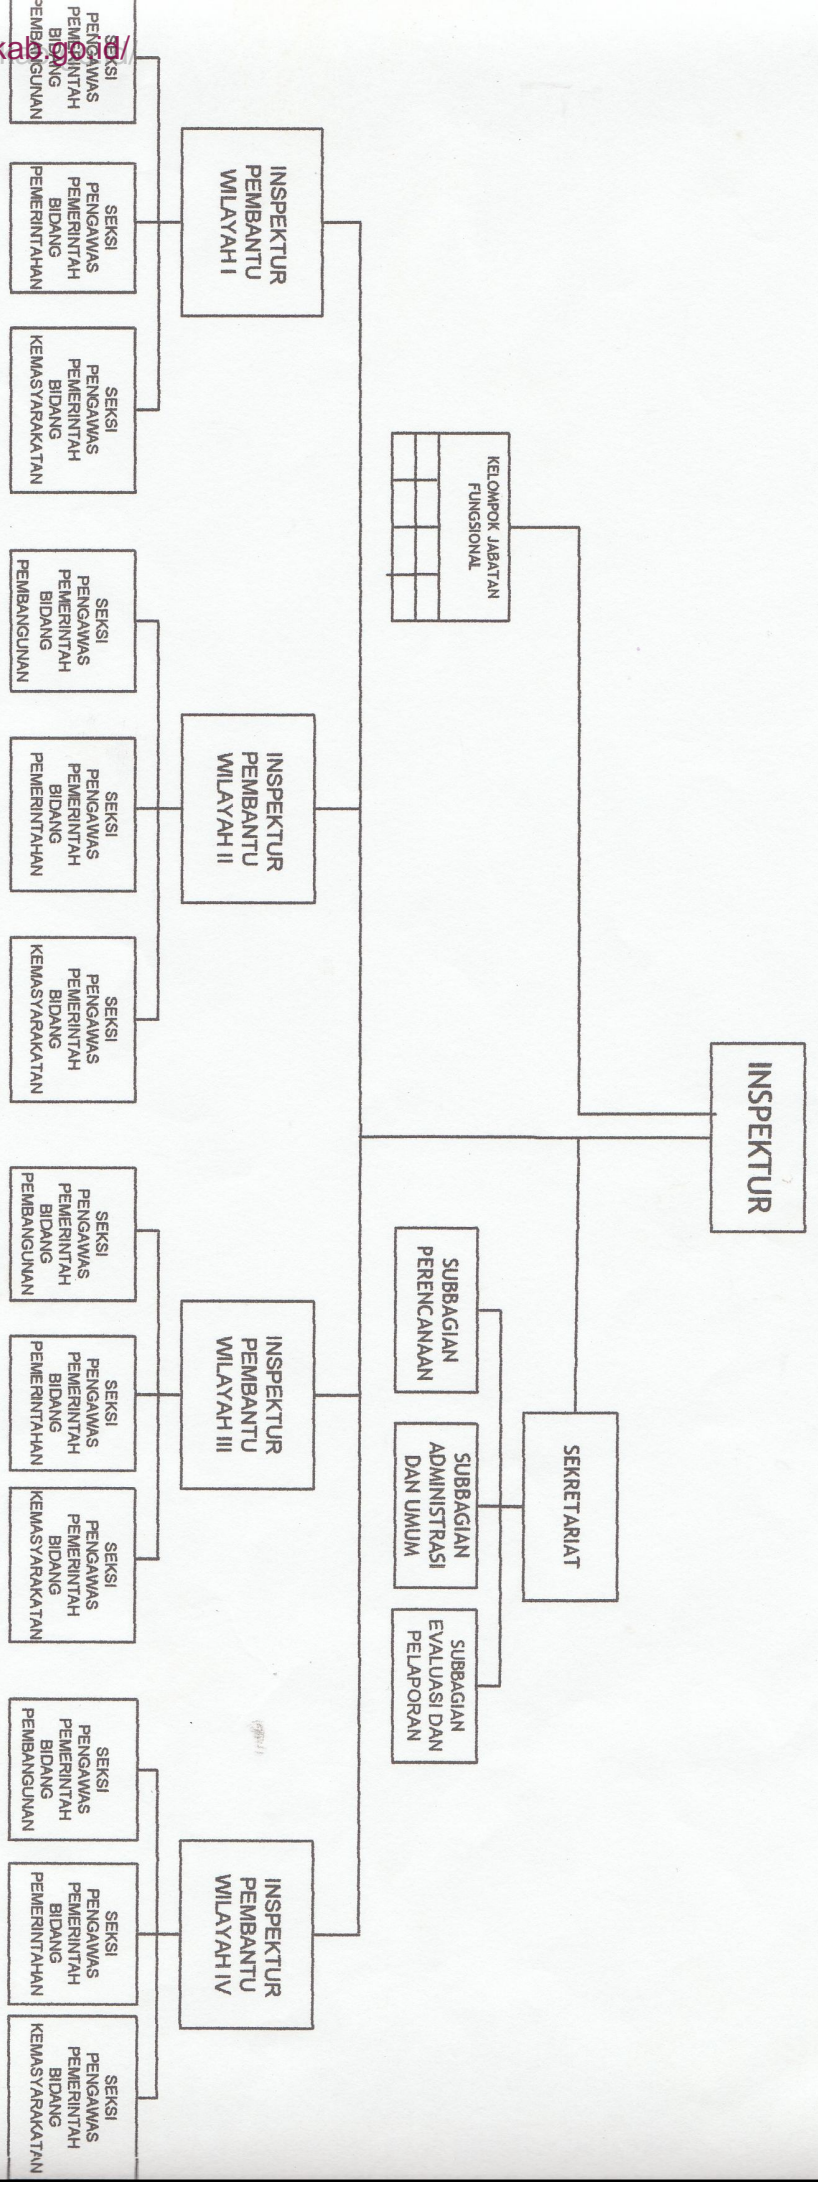 INSPEKTUR
SEKRETARIAT
SUBBAGIAN
PERENCANAAN
SUBBAGIAN
ADMINISTRASI
DAN UMUM
SUBBAGIAN
EVALUASI DAN
PELAPORAN
KELOMPOK JABATAN
FUNGSIONAL
INSPEKTUR
PEMBANTU
WILAYAH I
INSPEKTUR
PEMBANTU
WILAYAH II
INSPEKTUR
PEMBANTU
WILAYAH III
INSPEKTUR
PEMBANTU
WILAYAH IV
SEKSI
PENGAWAS
PEMERINTAH
BIDANG
PEMBANGUNAN
SEKSI
PENGAWAS
PEMERINTAH
BIDANG
PEMERINTAHAN
SEKSI
PENGAWAS
PEMERINTAH
BIDANG
KEMASYARAKATAN
SEKSI
PENGAWAS
PEMERINTAH
BIDANG
PEMBANGUNAN
SEKSI
PENGAWAS
PEMERINTAH
BIDANG
PEMERINTAHAN
SEKSI
PENGAWAS
PEMERINTAH
BIDANG
KEMASYARAKATAN
SEKSI
PENGAWAS
PEMERINTAH
BIDANG
PEMBANGUNAN
SEKSI
PENGAWAS
PEMERINTAH
BIDANG
PEMERINTAHAN
SEKSI
PENGAWAS
PEMERINTAH
BIDANG
KEMASYARAKATAN
SEKSI
PENGAWAS
PEMERINTAH
BIDANG
PEMBANGUNAN
SEKSI
PENGAWAS
PEMERINTAH
BIDANG
PEMERINTAHAN
SEKSI
PENGAWAS
PEMERINTAH
BIDANG
KEMASYARAKATAN
kab.go.id/